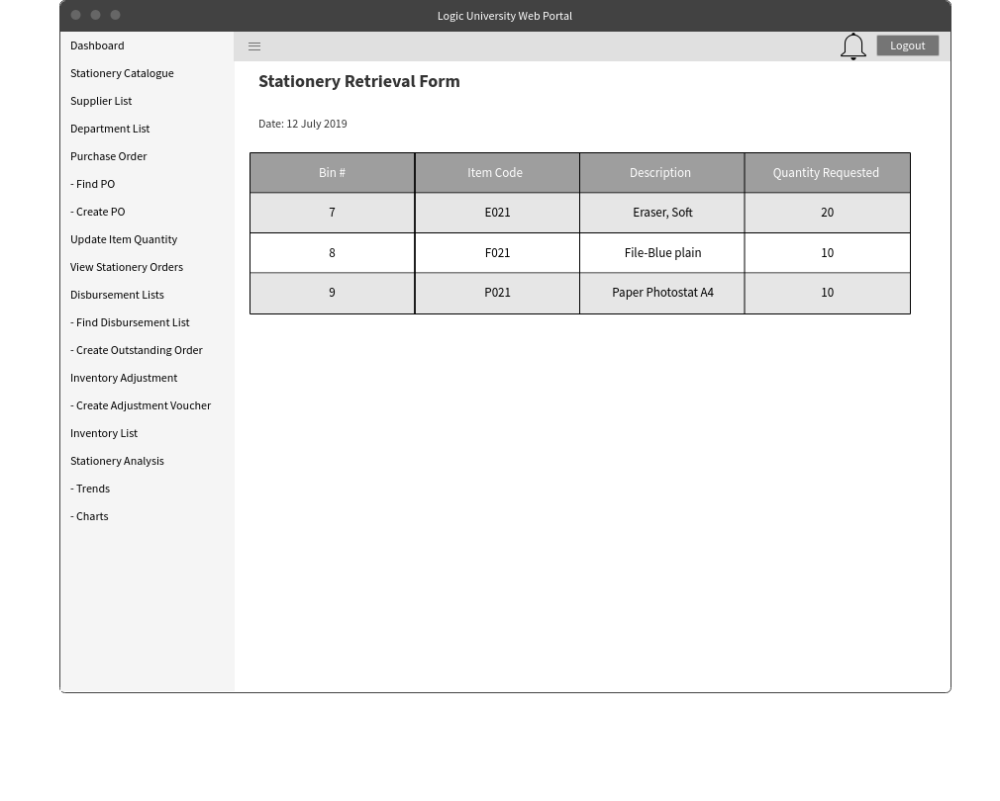 Logic University Web Portal
Logout
Dashboard
Stationery Catalogue
Supplier List
Department List
Purchase Order
- Find PO
- Create PO
Update Item Quantity
View Stationery Orders
Disbursement Lists
- Find Disbursement List
- Create Outstanding Order
Inventory Adjustment
- Create Adjustment Voucher
Inventory List
Stationery Analysis
- Trends
- Charts
Stationery Retrieval Form
Date: 12 July 2019
Bin # Item Code Description Quantity Requested
7 E021 Eraser, Soft 20
8 F021 File-Blue plain 10
9 P021 Paper Photostat A4 10